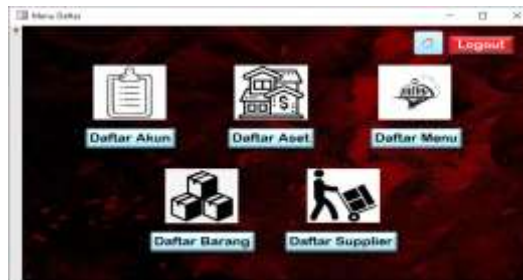 Menu Daftar
Logout
Daftar Akun
Daftar Aset
Daftar Menu
Daftar Barang
Daftar Supplier